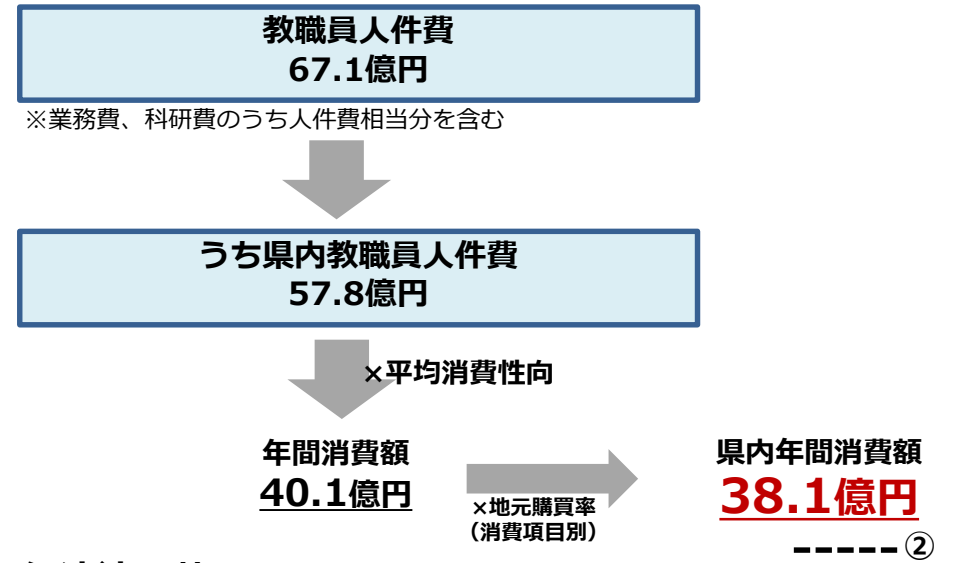 教職員人件費
67.1億円
※業務費、科研費のうち人件費相当分を含む
うち県内教職員人件費
57.8億円
×平均消費性向
年間消費額
40.1億円
×地元購買率
（消費項目別）
県内年間消費額
38.1億円
-----②